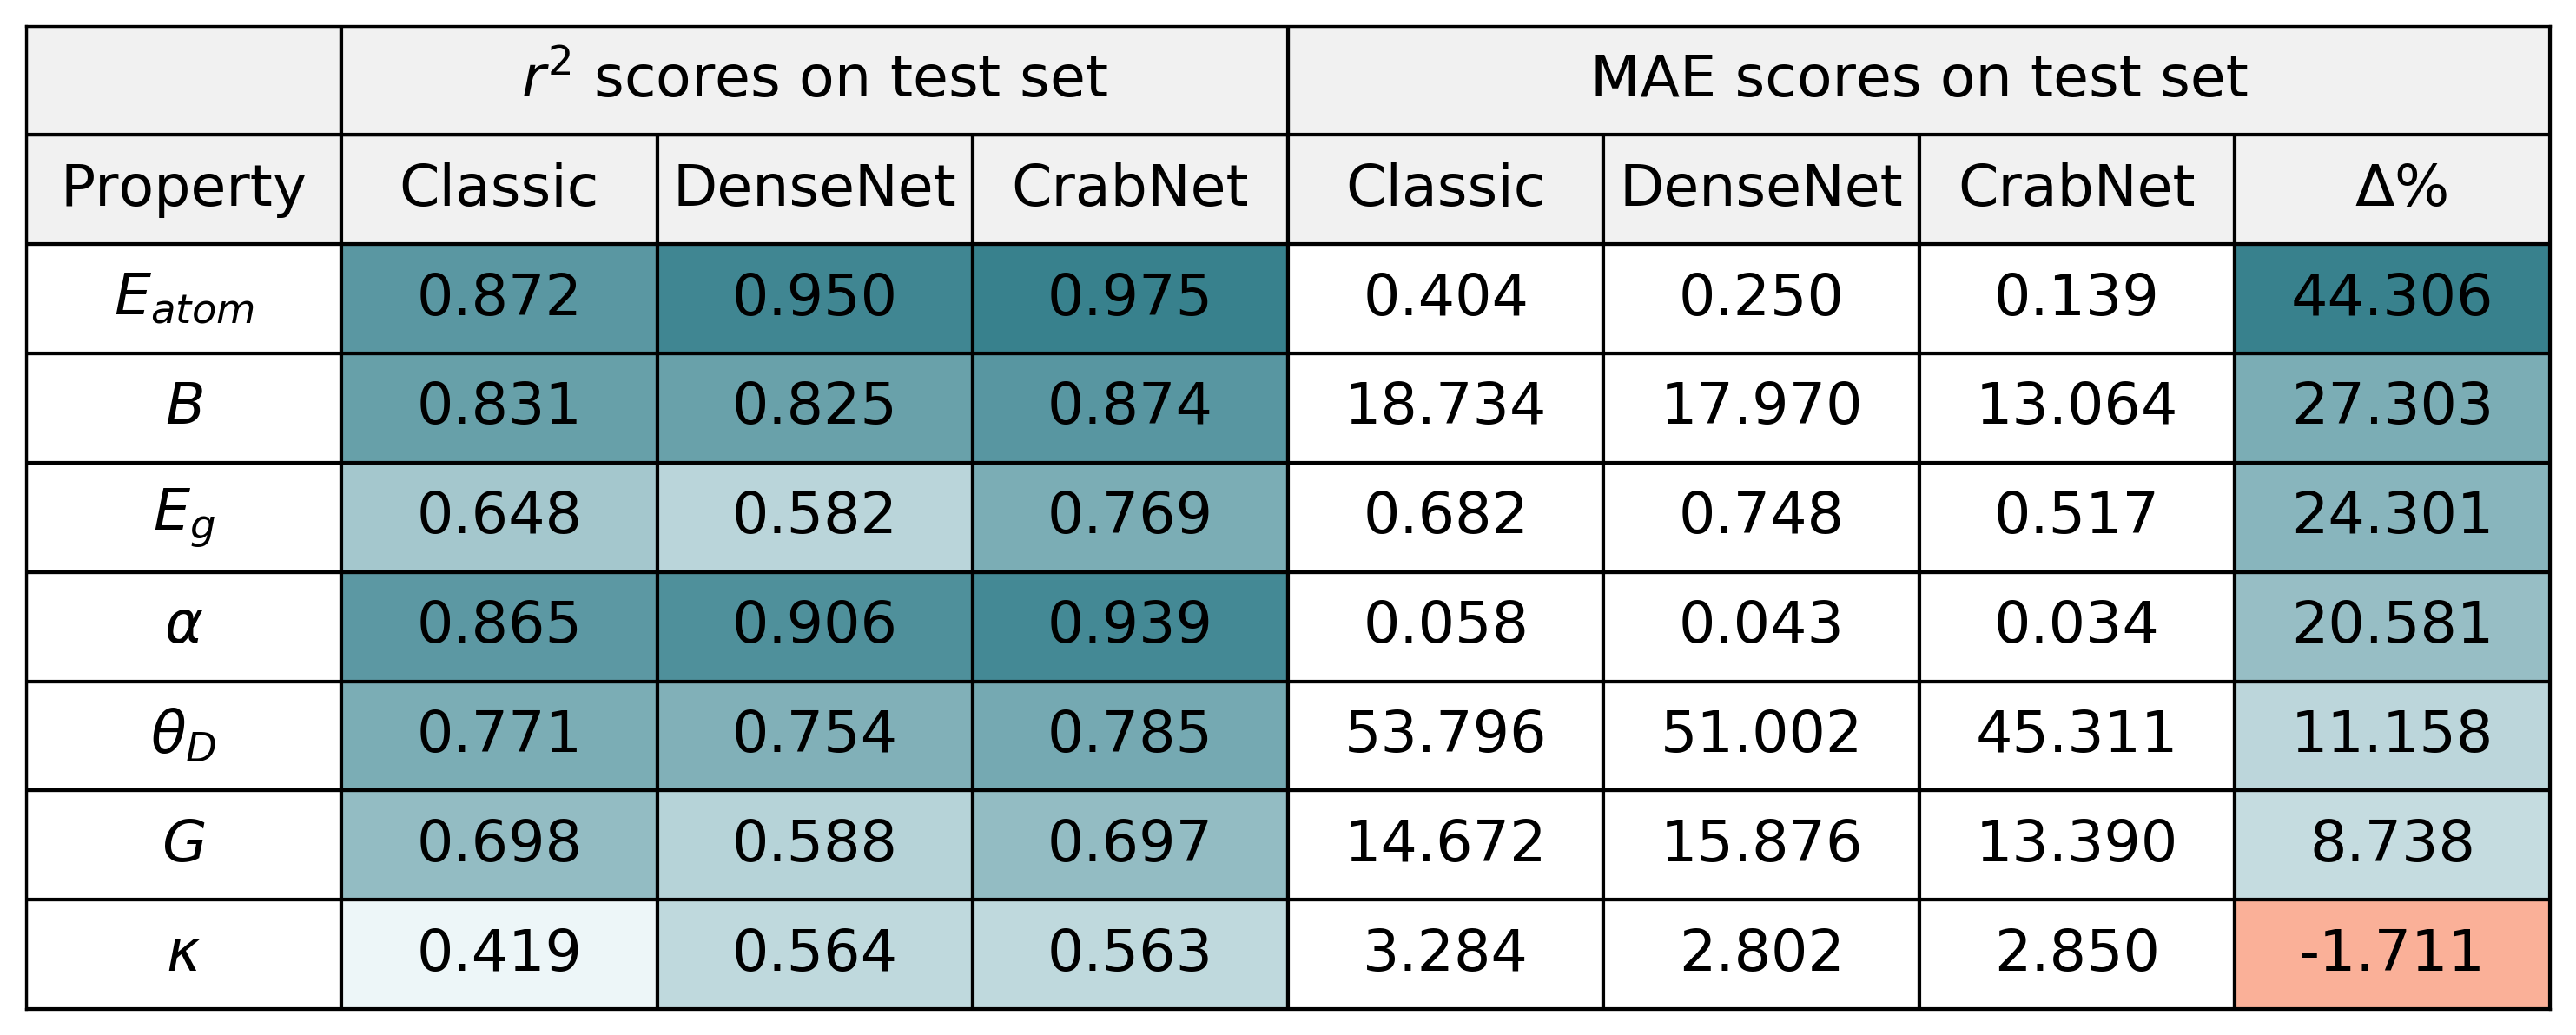 r² scores on test set MAE scores on test set
Property Classic DenseNet CrabNet Classic DenseNet CrabNet Δ%
E_atom 0.872 0.950 0.975 0.404 0.250 0.139 44.306
B 0.831 0.825 0.874 18.734 17.970 13.064 27.303
E_g 0.648 0.582 0.769 0.682 0.748 0.517 24.301
α 0.865 0.906 0.939 0.058 0.043 0.034 20.581
θ_D 0.771 0.754 0.785 53.796 51.002 45.311 11.158
G 0.698 0.588 0.697 14.672 15.876 13.390 8.738
κ 0.419 0.564 0.563 3.284 2.802 2.850 -1.711